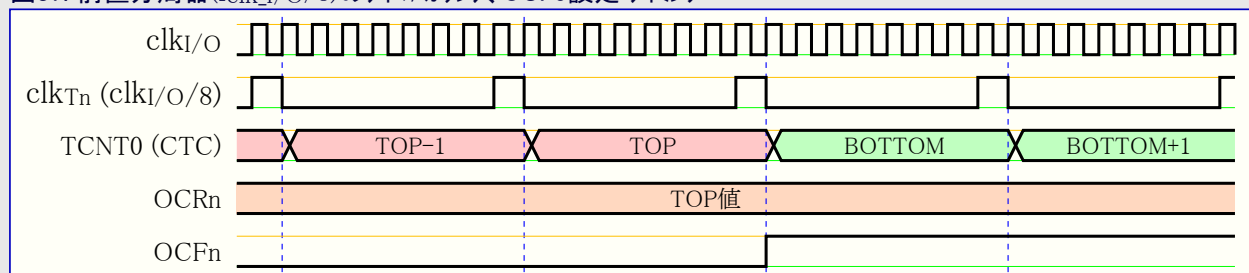 clkI/O
clkTn (clkI/O/8)
TCNT0 (CTC)
TOP-1
TOP
BOTTOM
BOTTOM+1
OCRn
TOP値
OCFn